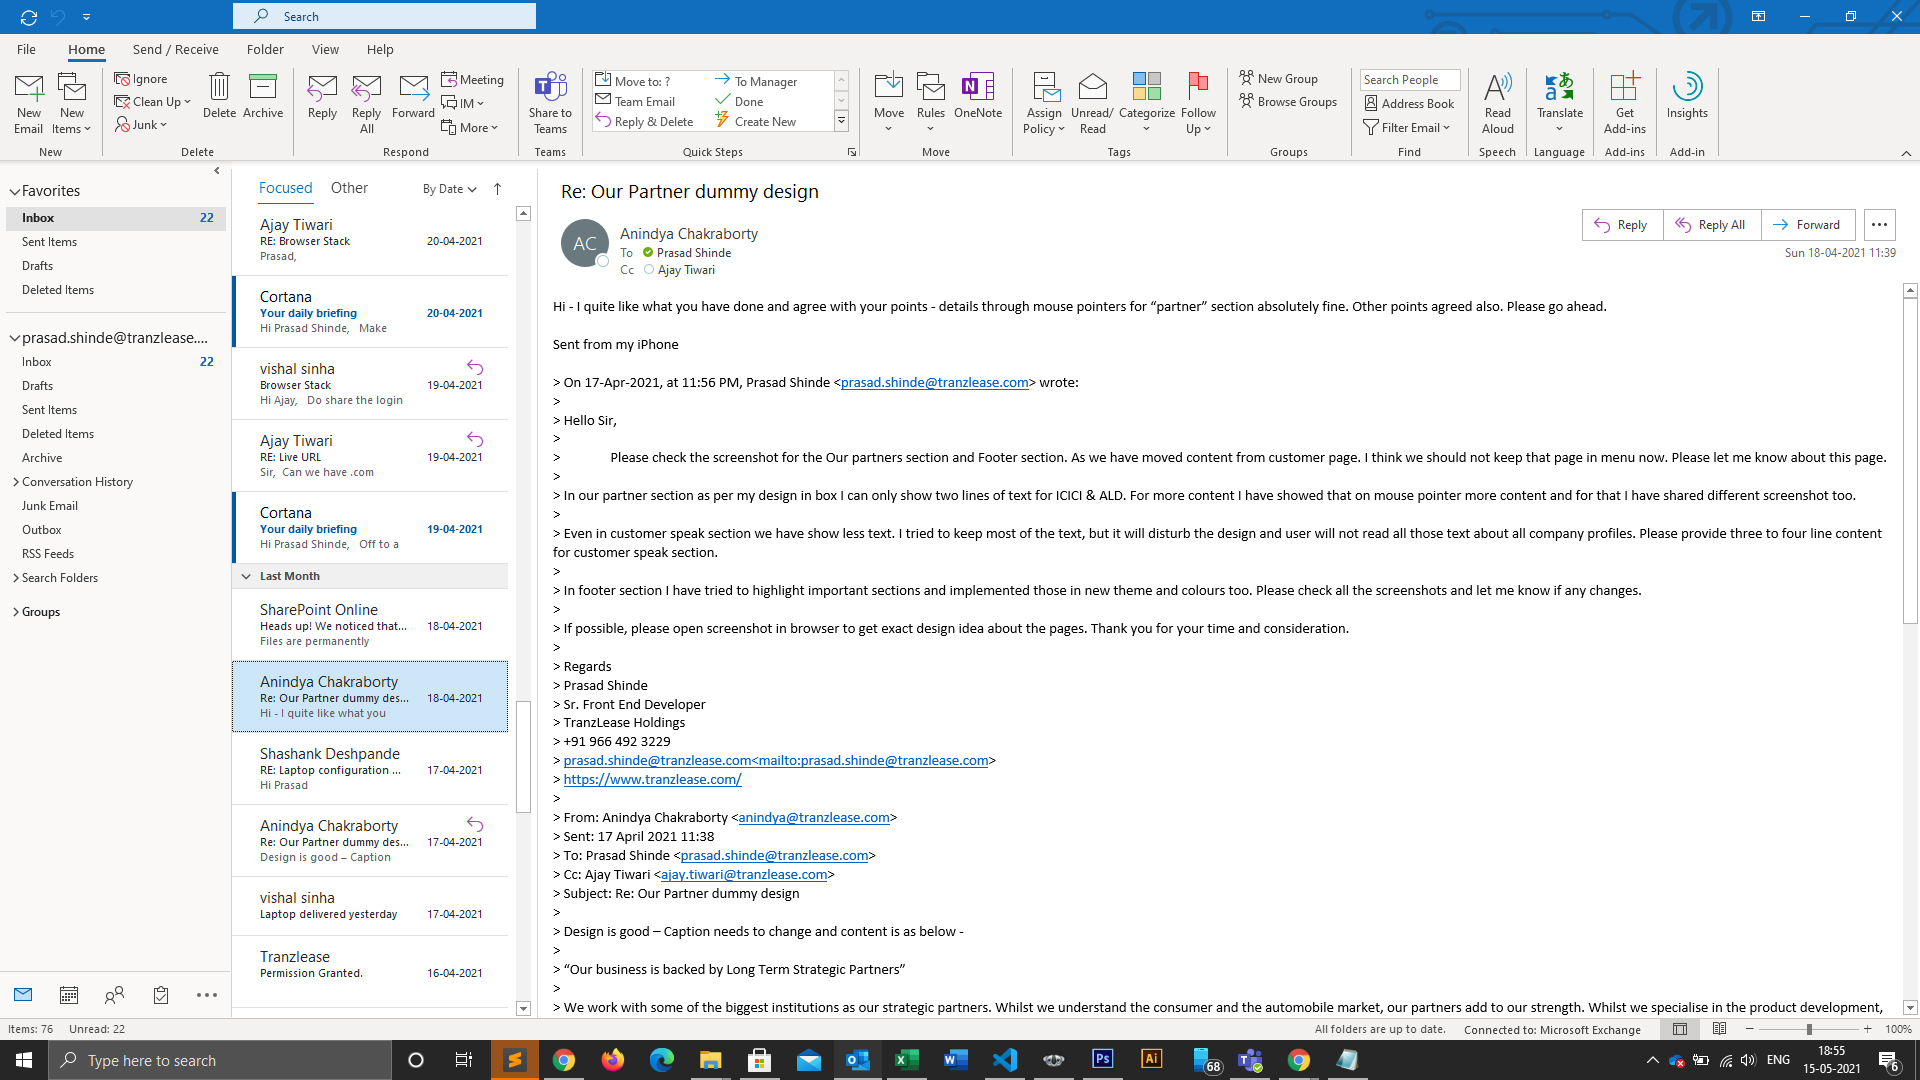 Search
File Home Send / Receive Folder View Help
New Email
New Items
Ignore
Clean Up
Junk
Delete
Archive
Reply
Reply All
Forward
Meeting
IM
More
Share to Teams
Move to: ?
Team Email
Reply & Delete
To Manager
Done
Create New
Move
Rules
OneNote
Assign Policy
Unread/ Read
Categorize
Follow Up
New Group
Browse Groups
Search People
Address Book
Filter Email
Read Aloud
Translate
Get Add-ins
Insights
New Delete Respond Teams Quick Steps Move Tags Groups Find Speech Language Add-ins Add-in
Favorites
Inbox 22
Sent Items
Drafts
Deleted Items
prasad.shinde@tranzlease....
Inbox 22
Drafts
Sent Items
Deleted Items
Archive
Conversation History
Junk Email
Outbox
RSS Feeds
Search Folders
Groups
Focused Other By Date
Ajay Tiwari
RE: Browser Stack 20-04-2021
Prasad,
Cortana
Your daily briefing 20-04-2021
Hi Prasad Shinde, Make
vishal sinha
Browser Stack 19-04-2021
Hi Ajay, Do share the login
Ajay Tiwari
RE: Live URL 19-04-2021
Sir, Can we have .com
Cortana
Your daily briefing 19-04-2021
Hi Prasad Shinde, Off to a
Last Month
SharePoint Online
Heads up! We noticed that... 18-04-2021
Files are permanently
Anindya Chakraborty
Re: Our Partner dummy des... 18-04-2021
Hi - I quite like what you
Shashank Deshpande
RE: Laptop configuration ... 17-04-2021
Hi Prasad
Anindya Chakraborty
Re: Our Partner dummy des... 17-04-2021
Design is good – Caption
vishal sinha
Laptop delivered yesterday 17-04-2021
Tranzlease
Permission Granted. 16-04-2021
Re: Our Partner dummy design
AC
Anindya Chakraborty
To Prasad Shinde
Cc Ajay Tiwari
Reply Reply All Forward
Sun 18-04-2021 11:39
Hi - I quite like what you have done and agree with your points - details through mouse pointers for “partner” section absolutely fine. Other points agreed also. Please go ahead.
Sent from my iPhone
> On 17-Apr-2021, at 11:56 PM, Prasad Shinde <prasad.shinde@tranzlease.com> wrote:
>
> Hello Sir,
>
> Please check the screenshot for the Our partners section and Footer section. As we have moved content from customer page. I think we should not keep that page in menu now. Please let me know about this page.
>
> In our partner section as per my design in box I can only show two lines of text for ICICI & ALD. For more content I have showed that on mouse pointer more content and for that I have shared different screenshot too.
>
> Even in customer speak section we have show less text. I tried to keep most of the text, but it will disturb the design and user will not read all those text about all company profiles. Please provide three to four line content
for customer speak section.
>
> In footer section I have tried to highlight important sections and implemented those in new theme and colours too. Please check all the screenshots and let me know if any changes.
>
> If possible, please open screenshot in browser to get exact design idea about the pages. Thank you for your time and consideration.
>
> Regards
> Prasad Shinde
> Sr. Front End Developer
> TranzLease Holdings
> +91 966 492 3229
> prasad.shinde@tranzlease.com<mailto:prasad.shinde@tranzlease.com>
> https://www.tranzlease.com/
>
> From: Anindya Chakraborty <anindya@tranzlease.com>
> Sent: 17 April 2021 11:38
> To: Prasad Shinde <prasad.shinde@tranzlease.com>
> Cc: Ajay Tiwari <ajay.tiwari@tranzlease.com>
> Subject: Re: Our Partner dummy design
>
> Design is good – Caption needs to change and content is as below -
>
> “Our business is backed by Long Term Strategic Partners”
>
> We work with some of the biggest institutions as our strategic partners. Whilst we understand the consumer and the automobile market, our partners add to our strength. Whilst we specialise in the product development,
Items: 76 Unread: 22
All folders are up to date. Connected to: Microsoft Exchange 100%
Type here to search
68
ENG
18:55
15-05-2021
6